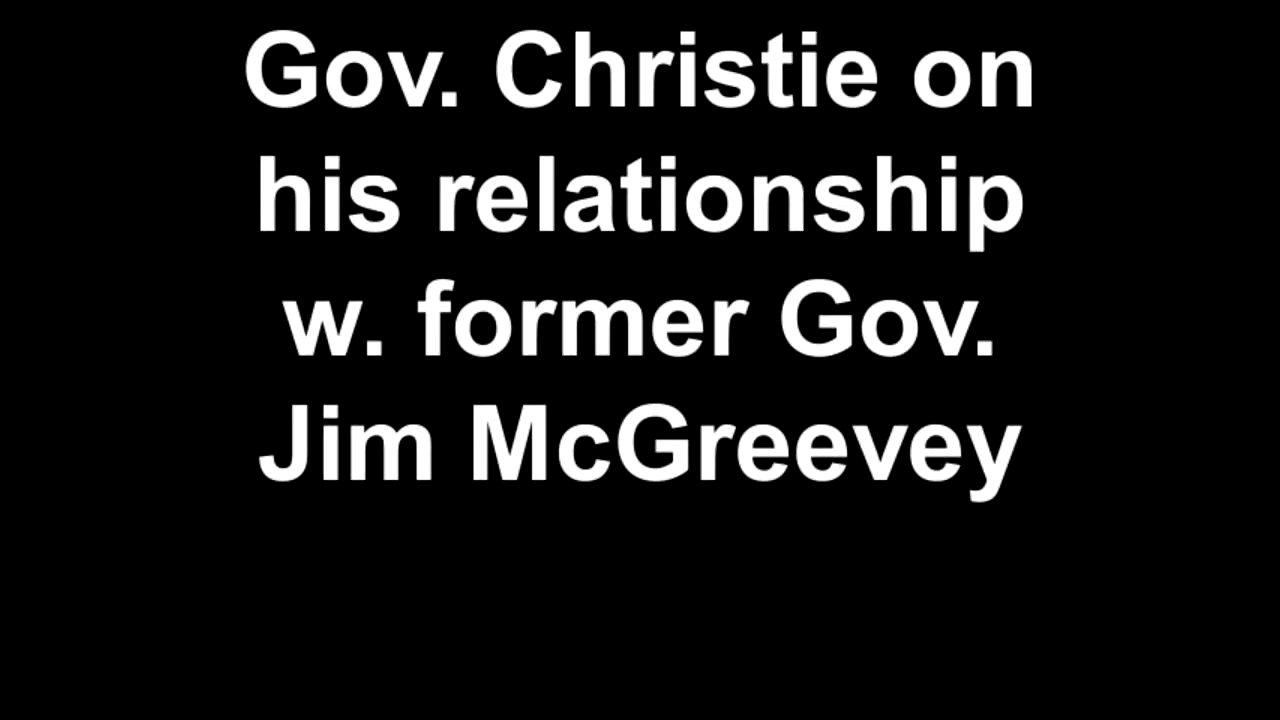 Gov. Christie on
his relationship
w. former Gov.
Jim McGreevey